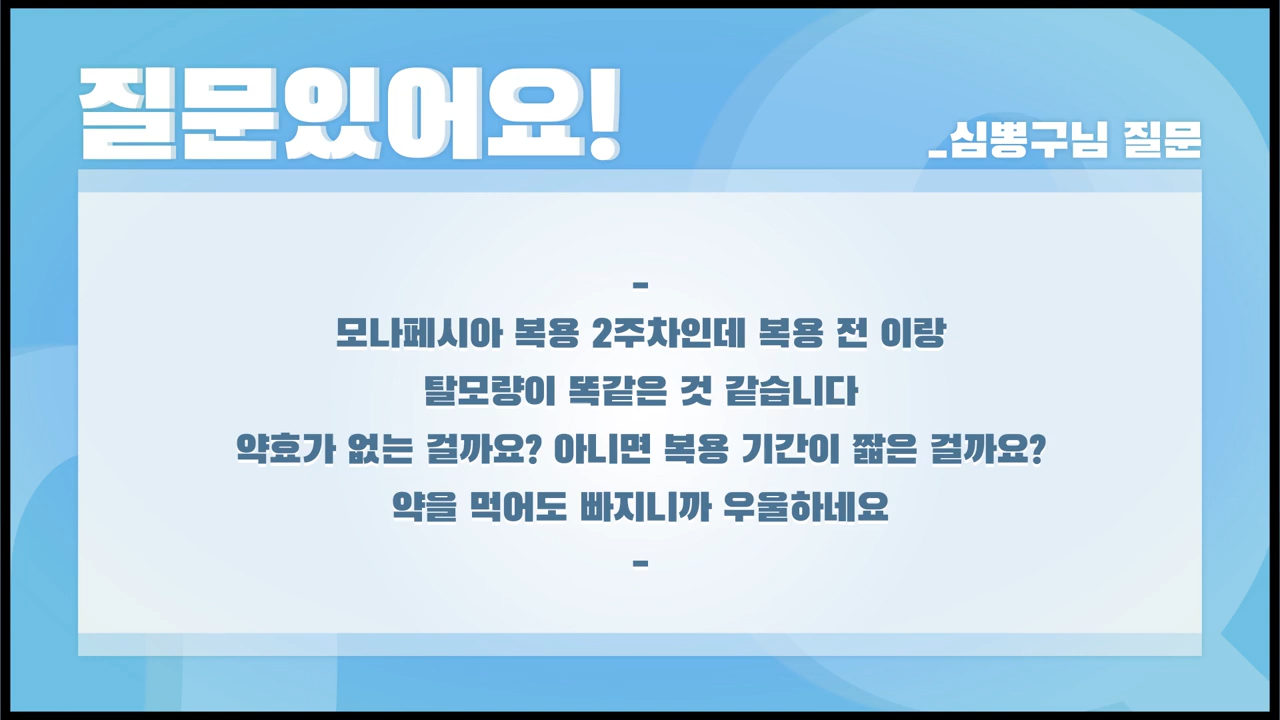 질문있어요!
_심뽕구님 질문
-
모나페시아 복용 2주차인데 복용 전 이랑
탈모량이 똑같은 것 같습니다
약효가 없는 걸까요? 아니면 복용 기간이 짧은 걸까요?
약을 먹어도 빠지니까 우울하네요
-